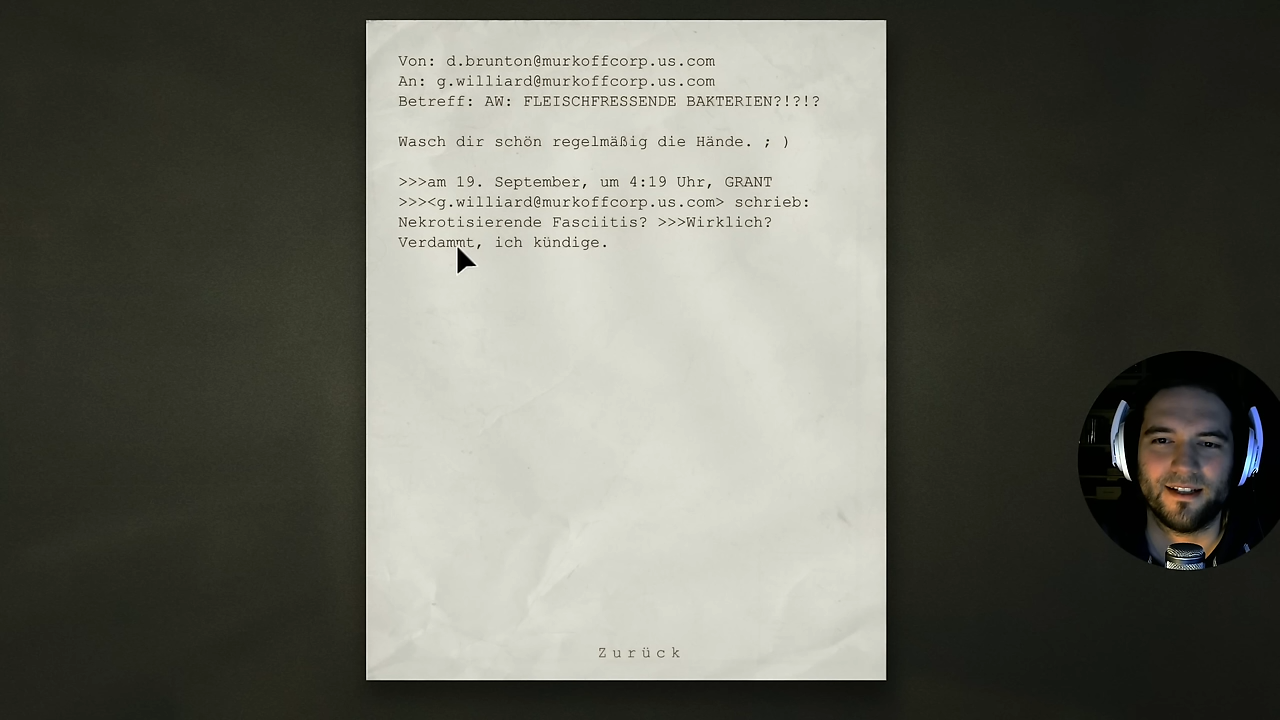 Von: d.brunton@murkoffcorp.us.com
An: g.williard@murkoffcorp.us.com
Betreff: AW: FLEISCHFRESSENDE BAKTERIEN?!?!?
Wasch dir schön regelmäßig die Hände. ; )
>>>am 19. September, um 4:19 Uhr, GRANT
>>><g.williard@murkoffcorp.us.com> schrieb:
Nekrotisierende Fasciitis? >>>Wirklich?
Verdammt, ich kündige.
Zurück